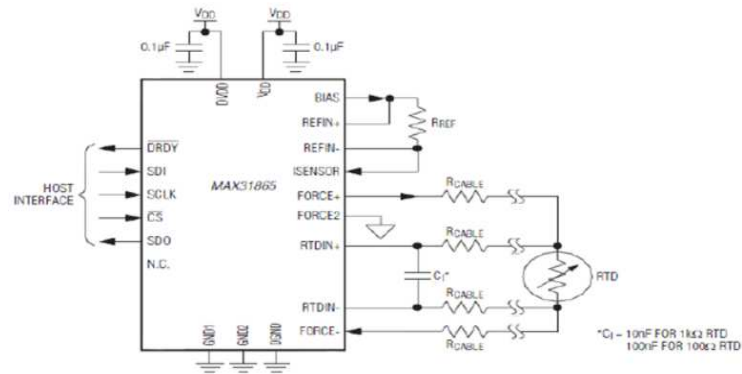 VDD VDD
0.1µF 0.1µF
DVDD VDD
BIAS
REFIN+
RREF
REFIN-
ISENSOR
DRDY
SDI
SCLK
CS
SDO
N.C.
HOST
INTERFACE
MAX31865
FORCE+
RCABLE
FORCE2
RTDIN+
RCABLE
CI*
RTD
RTDIN-
RCABLE
FORCE-
RCABLE
GND1 GND2 DGND
*CI = 10nF FOR 1kΩ RTD
100nF FOR 100Ω RTD